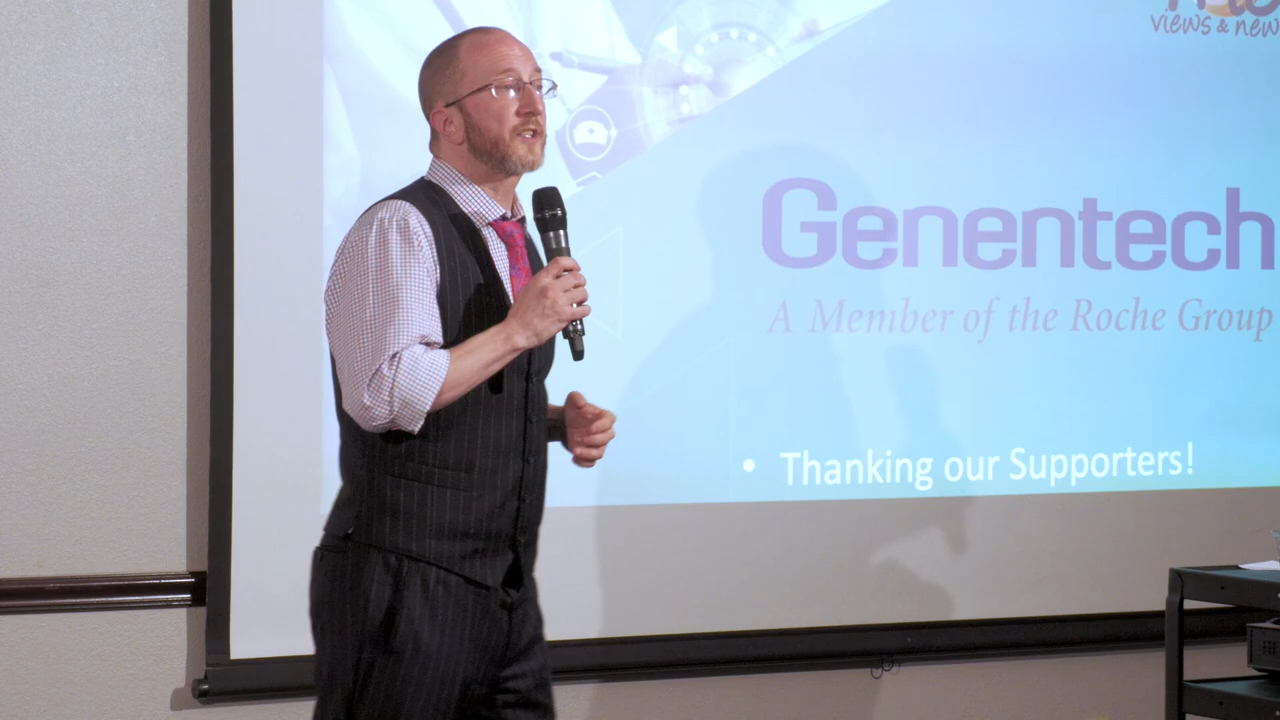 views & new
Genentech
A Member of the Roche Group
• Thanking our Supporters!